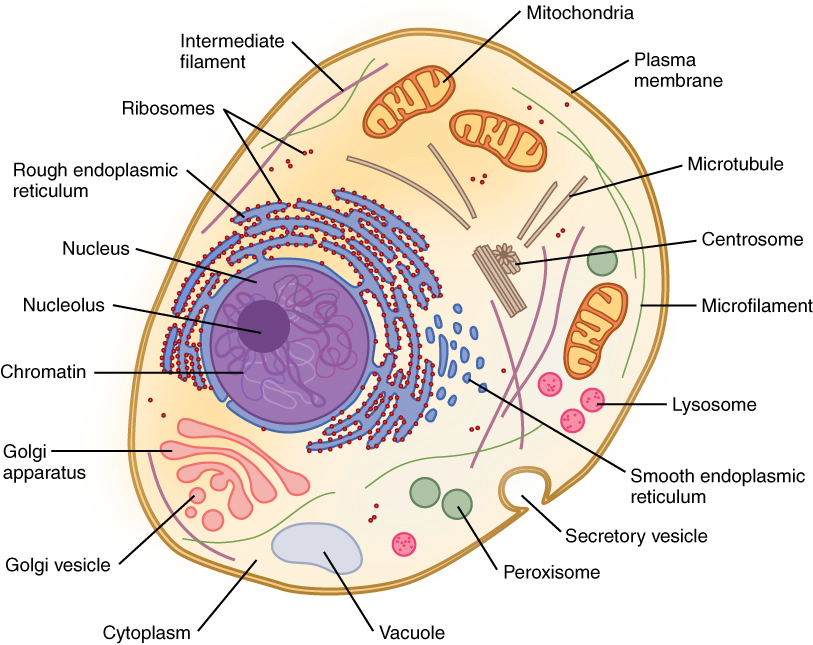 Mitochondria
Intermediate
filament
Plasma
membrane
Ribosomes
Rough endoplasmic
reticulum
Microtubule
Nucleus
Centrosome
Nucleolus
Microfilament
Chromatin
Lysosome
Golgi
apparatus
Smooth endoplasmic
reticulum
Secretory vesicle
Golgi vesicle
Peroxisome
Cytoplasm
Vacuole